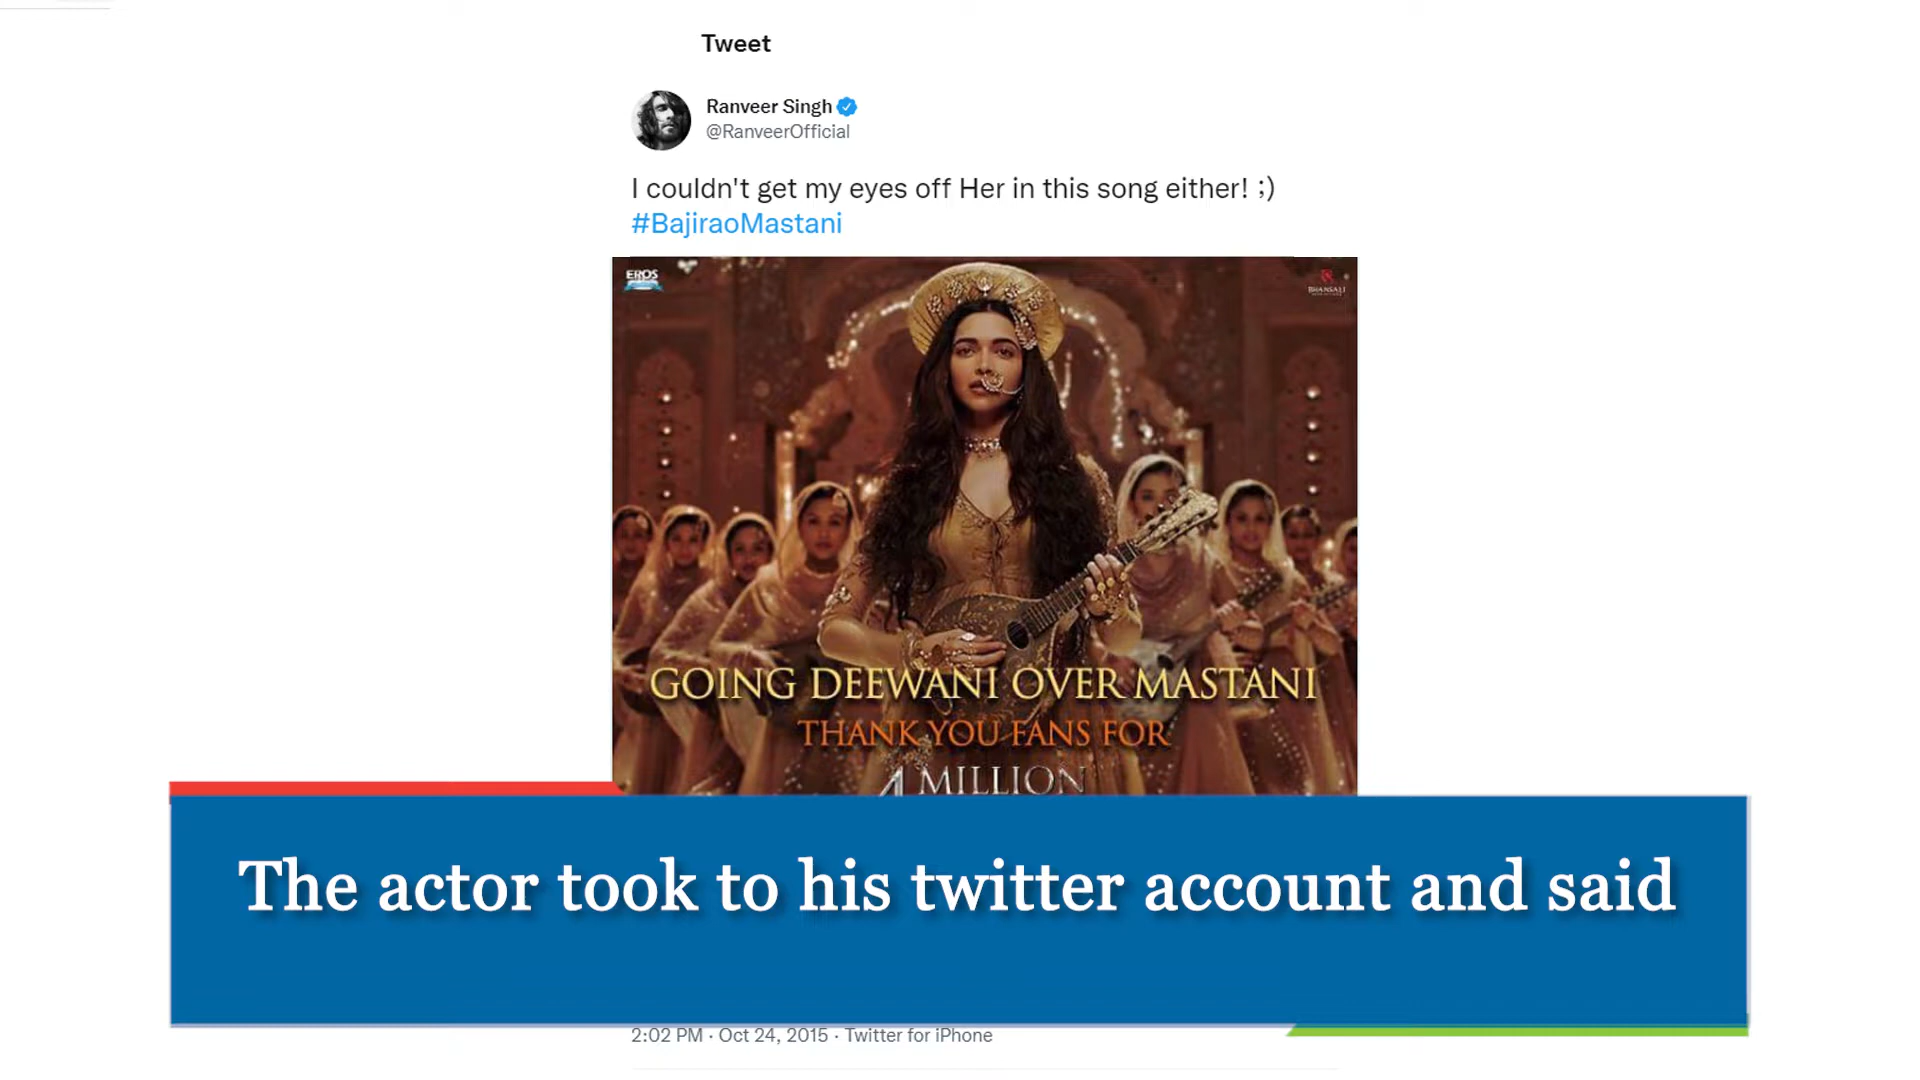 Tweet
Ranveer Singh
@RanveerOfficial
I couldn't get my eyes off Her in this song either! ;)
#BajiraoMastani
EROS
BHANSALI
GOING DEEWANI OVER MASTANI
THANK YOU FANS FOR
4 MILLION
The actor took to his twitter account and said
2:02 PM · Oct 24, 2015 · Twitter for iPhone